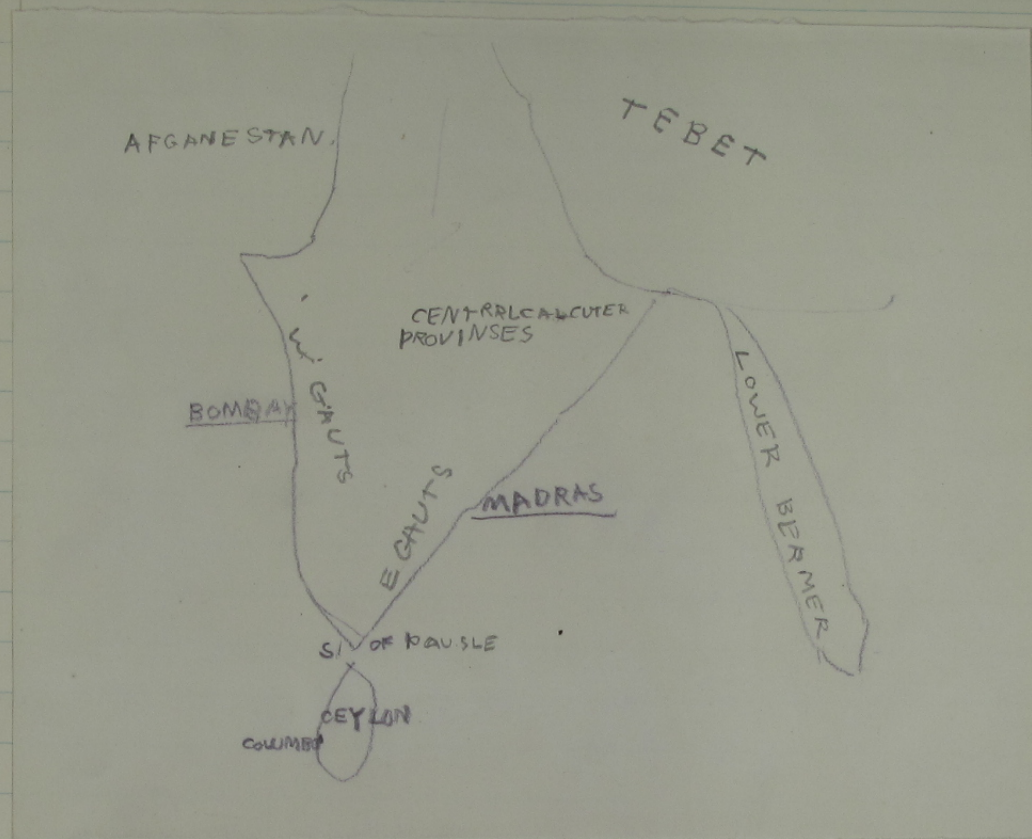 TEBET
AFGANESTAN.
CENTRALCALCUTER
PROVINSES
W. GAUTS
LOWER BERMER
BOMBAY
E GAUTS
MADRAS
S. OF PAUSLE
CEYLON
COLUMBO